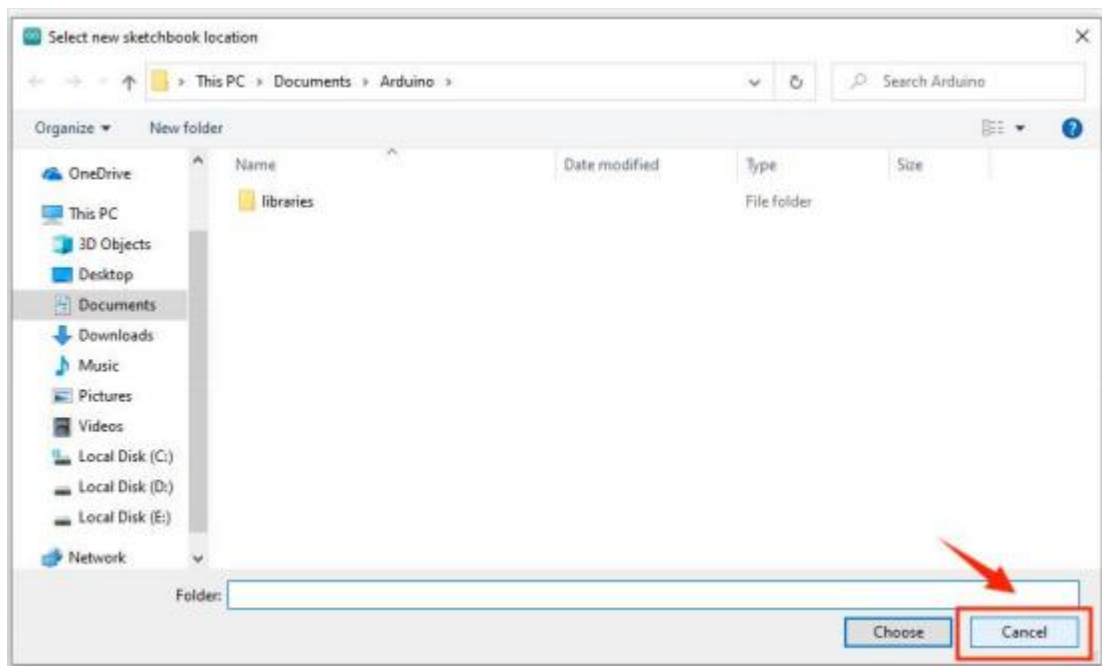 Select new sketchbook location
This PC > Documents > Arduino >
Search Arduino
Organize
New folder
Name
Date modified
Type
Size
OneDrive
This PC
3D Objects
Desktop
Documents
Downloads
Music
Pictures
Videos
Local Disk (C:)
Local Disk (D:)
Local Disk (E:)
Network
libraries
File folder
Folder:
Choose
Cancel